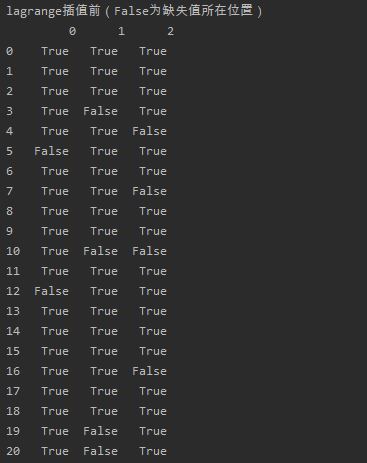 lagrange插值前（False为缺失值所在位置）
0 1 2
0 True True True
1 True True True
2 True True True
3 True False True
4 True True False
5 False True True
6 True True True
7 True True False
8 True True True
9 True True True
10 True False False
11 True True True
12 False True True
13 True True True
14 True True True
15 True True True
16 True True False
17 True True True
18 True True True
19 True False True
20 True False True